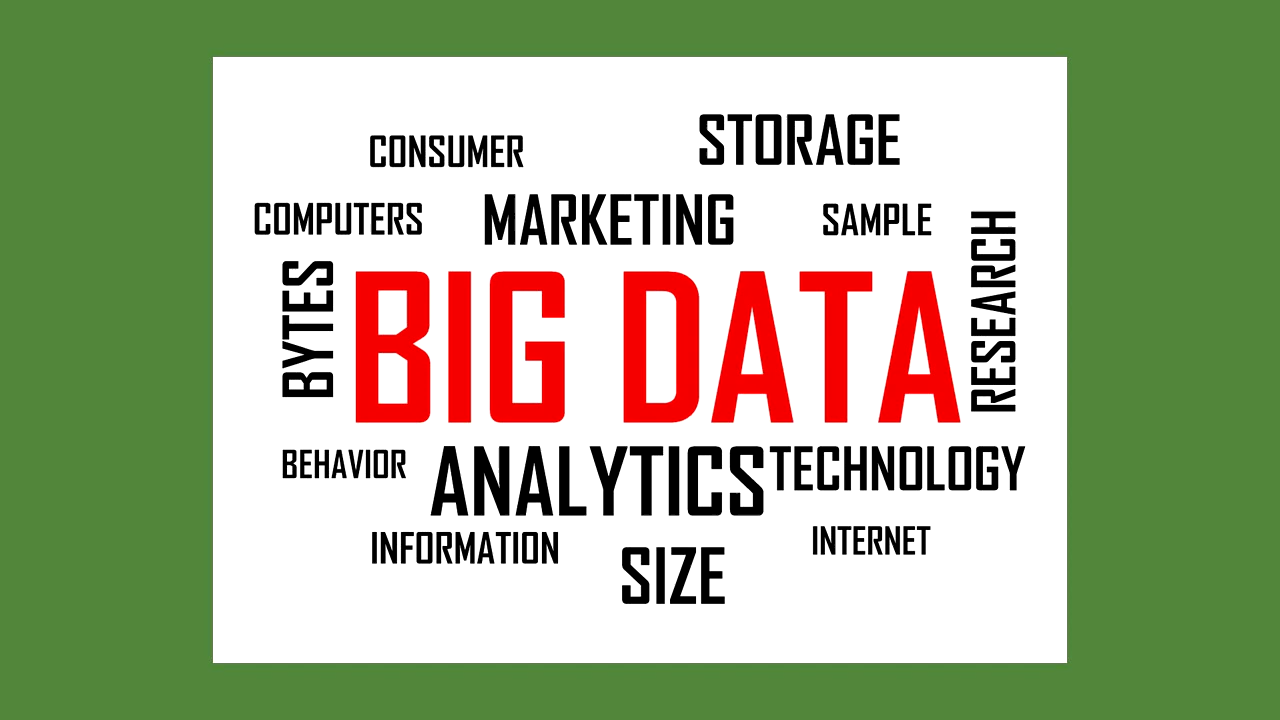 STORAGE
CONSUMER
MARKETING
COMPUTERS
SAMPLE
RESEARCH
BYTES
BIG DATA
ANALYTICS
TECHNOLOGY
BEHAVIOR
INTERNET
INFORMATION
SIZE